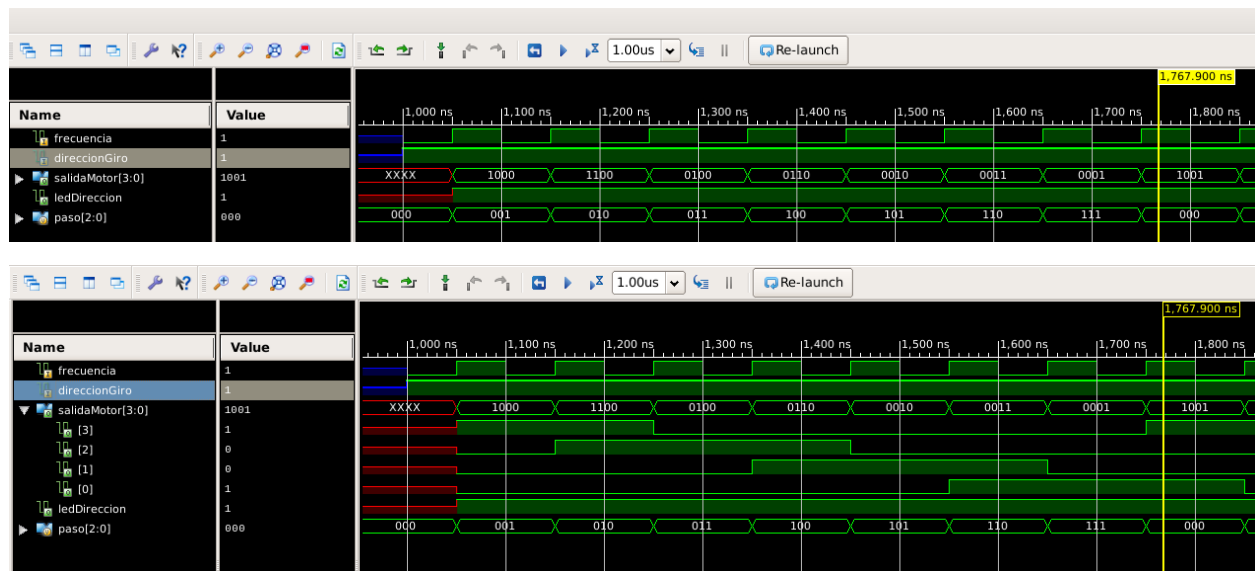 1.00us Re-launch
1,767.900 ns
Name Value 1,000 ns 1,100 ns 1,200 ns 1,300 ns 1,400 ns 1,500 ns 1,600 ns 1,700 ns 1,800 ns
frecuencia 1
direccionGiro 1
salidaMotor[3:0] 1001 XXXX 1000 1100 0100 0110 0010 0011 0001 1001
ledDireccion 1
paso[2:0] 000 000 001 010 011 100 101 110 111 000
1.00us Re-launch
1,767.900 ns
Name Value 1,000 ns 1,100 ns 1,200 ns 1,300 ns 1,400 ns 1,500 ns 1,600 ns 1,700 ns 1,800 ns
frecuencia 1
direccionGiro 1
salidaMotor[3:0] 1001 XXXX 1000 1100 0100 0110 0010 0011 0001 1001
[3] 1
[2] 0
[1] 0
[0] 1
ledDireccion 1
paso[2:0] 000 000 001 010 011 100 101 110 111 000